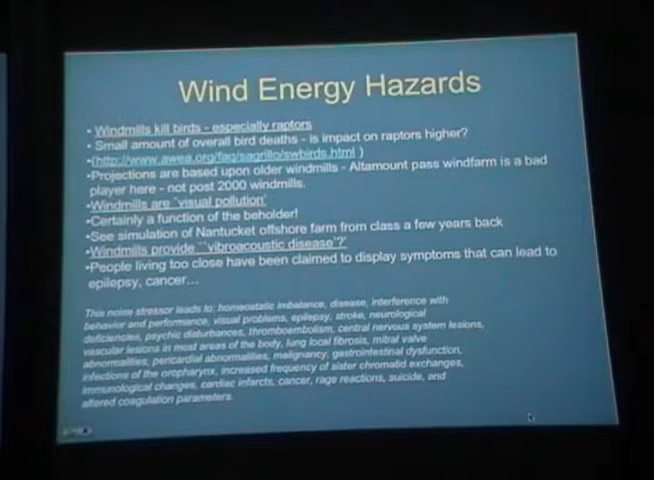 Wind Energy Hazards
• Windmills kill birds - especially raptors
• Small amount of overall bird deaths - is impact on raptors higher?
•(http://www.awea.org/faq/sagrillo/swbirds.html )
•Projections are based upon older windmills - Altamount pass windfarm is a bad
player here - not post 2000 windmills.
•Windmills are `visual pollution'
•Certainly a function of the beholder!
•See simulation of Nantucket offshore farm from class a few years back
•Windmills provide ``vibroacoustic disease'?'
•People living too close have been claimed to display symptoms that can lead to
epilepsy, cancer…
This noise stressor leads to: homeostatic imbalance, disease, interference with
behavior and performance, visual problems, epilepsy, stroke, neurological
deficiencies, psychic disturbances, thromboembolism, central nervous system lesions,
vascular lesions in most areas of the body, lung local fibrosis, mitral valve
abnormalities, pericardial abnormalities, malignancy, gastrointestinal dysfunction,
infections of the oropharynx, increased frequency of sister chromatid exchanges,
immunological changes, cardiac infarcts, cancer, rage reactions, suicide, and
altered coagulation parameters.